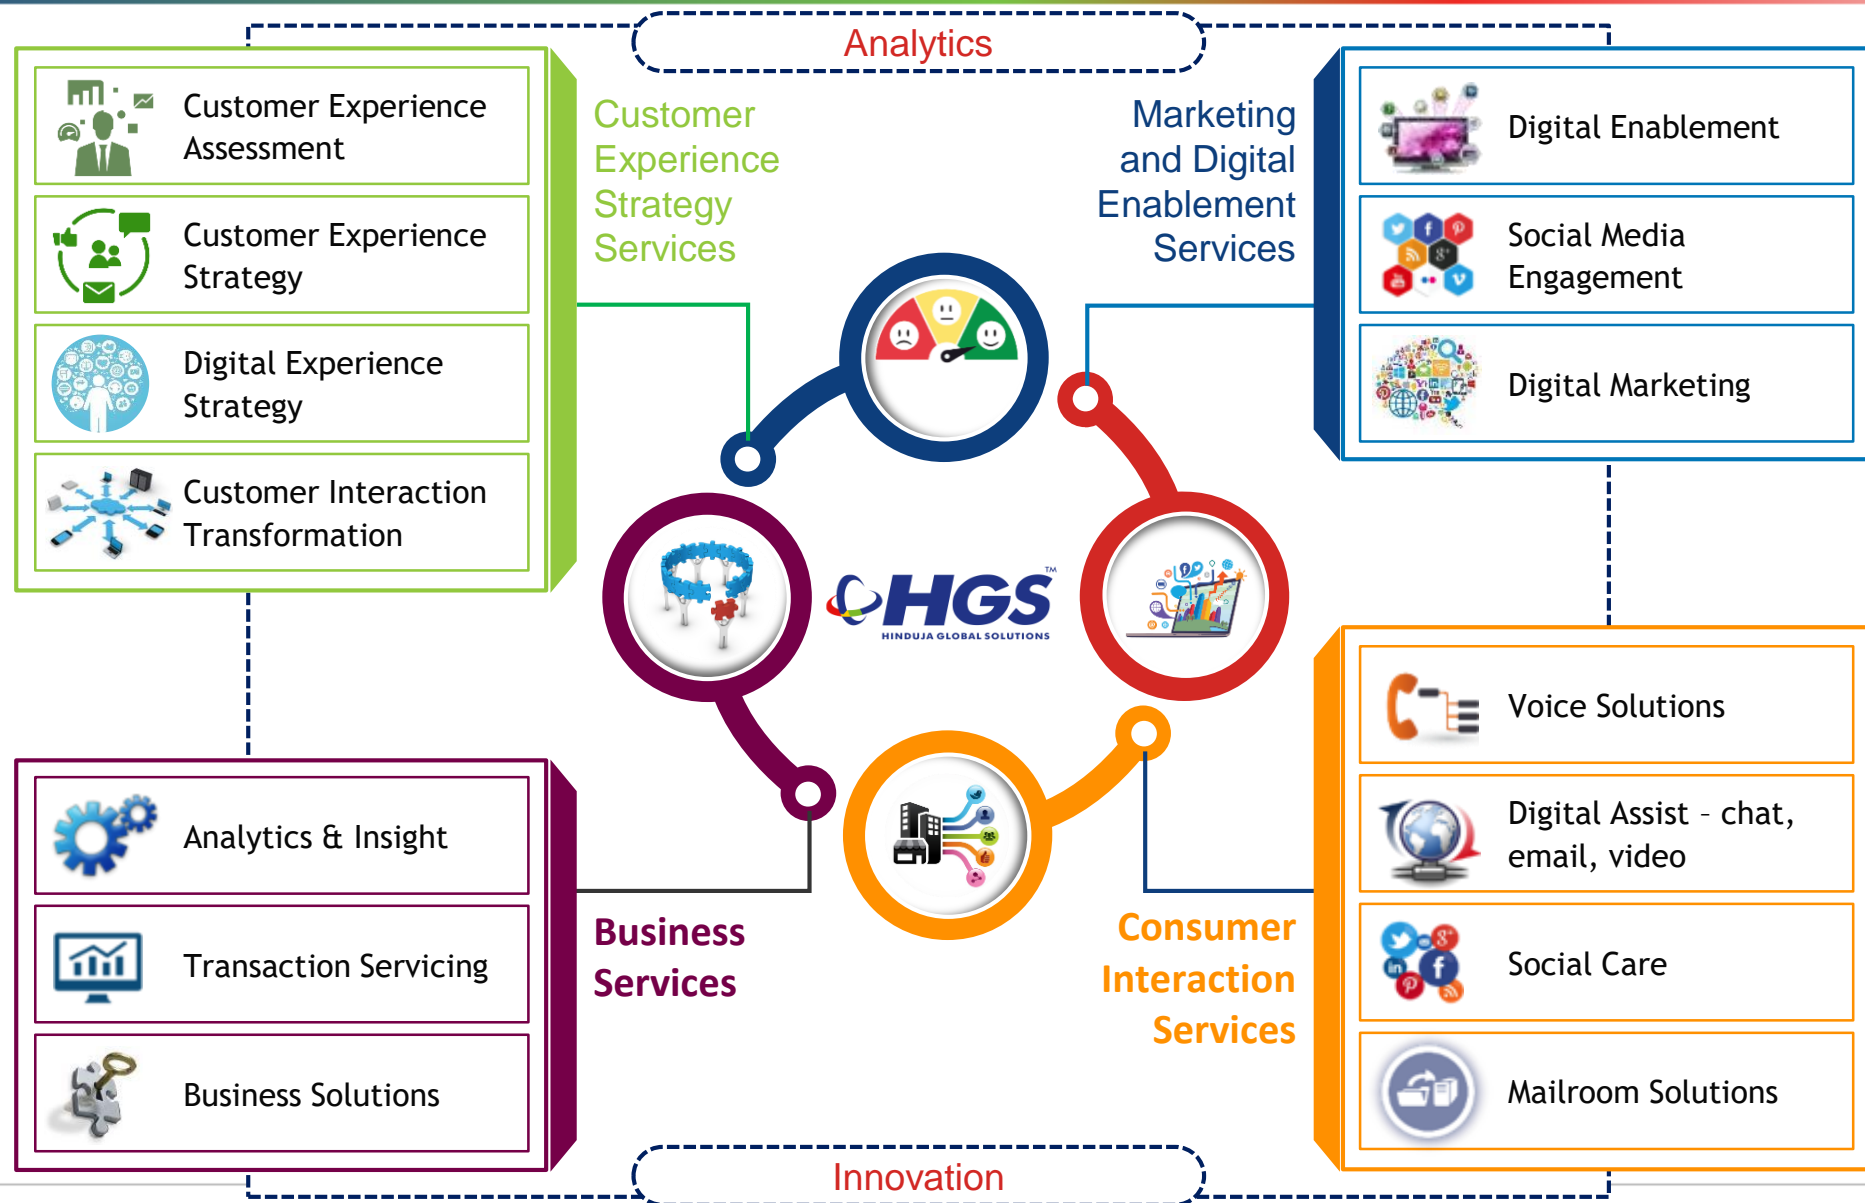 Analytics
Customer Experience
Assessment
Customer Experience
Strategy
Digital Experience
Strategy
Customer Interaction
Transformation
Customer
Experience
Strategy
Services
Marketing
and Digital
Enablement
Services
Digital Enablement
Social Media
Engagement
Digital Marketing
HGS™
HINDUJA GLOBAL SOLUTIONS
Analytics & Insight
Transaction Servicing
Business Solutions
Business
Services
Consumer
Interaction
Services
Voice Solutions
Digital Assist – chat,
email, video
Social Care
Mailroom Solutions
Innovation